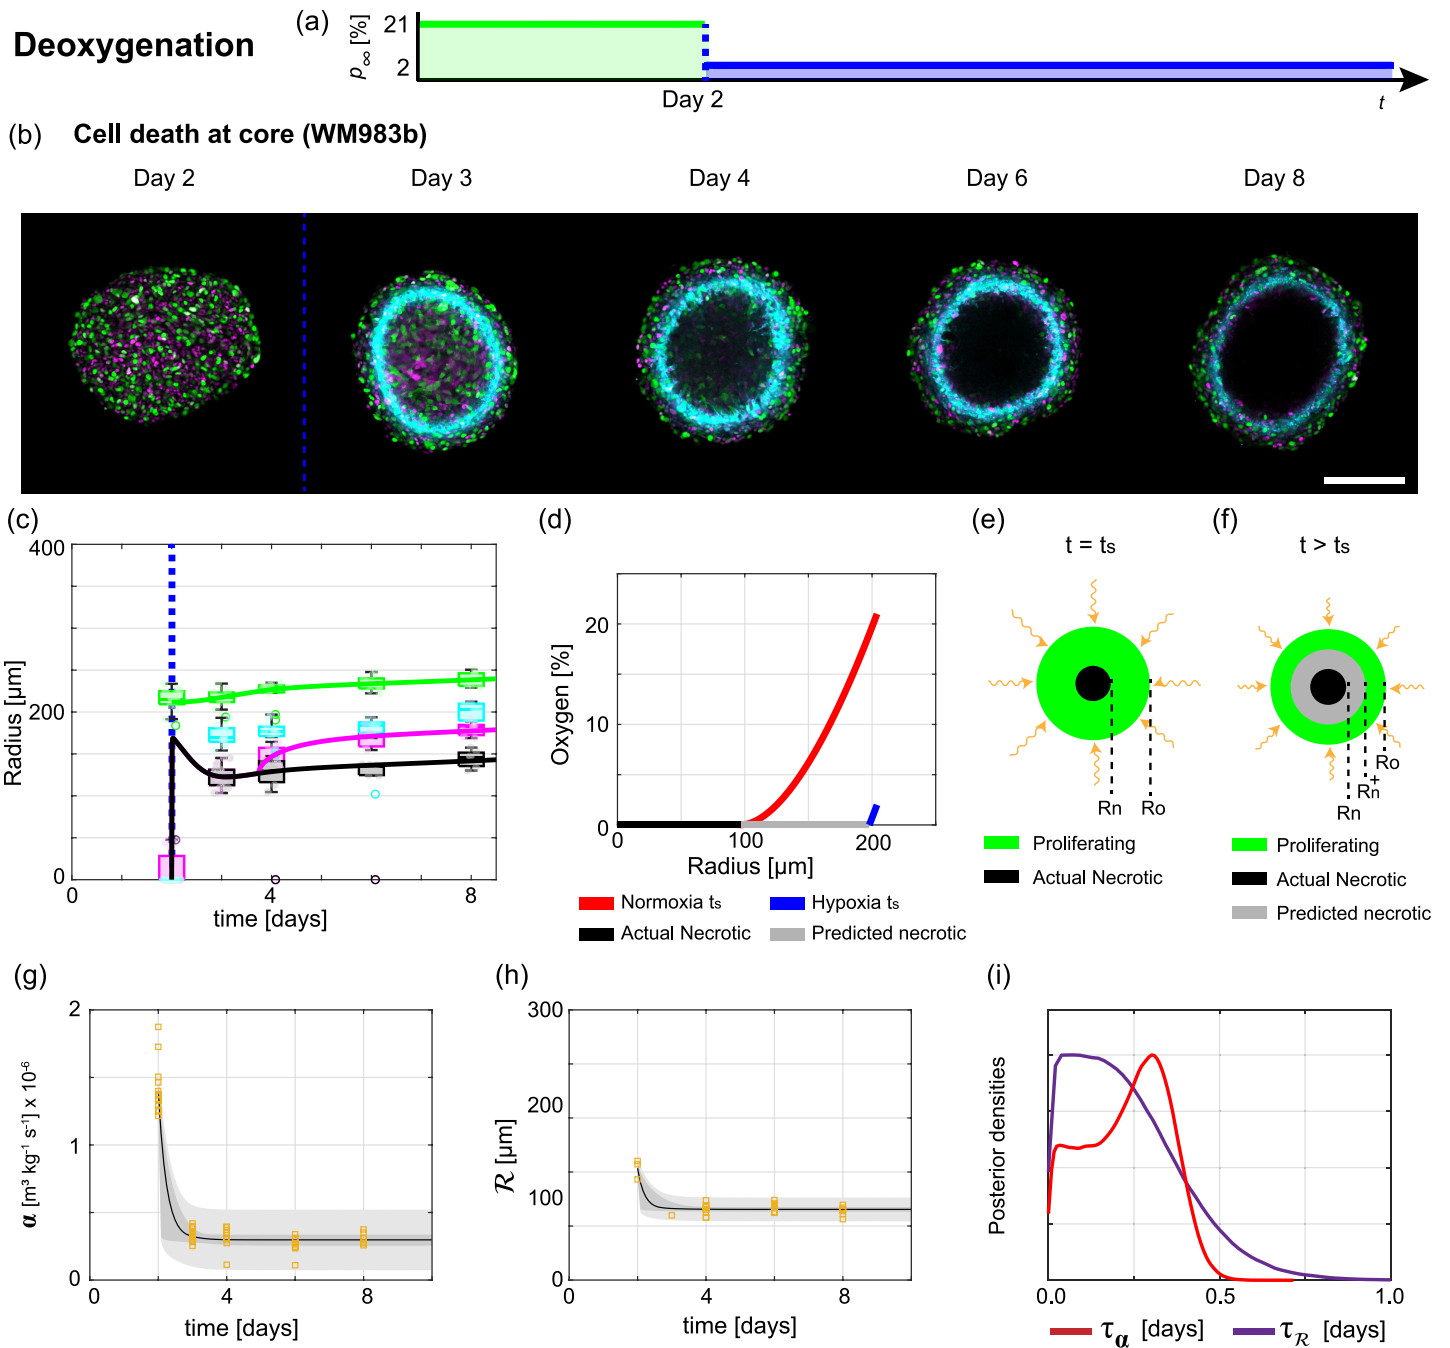 Deoxygenation
(a)
p∞ [%]
21
2
Day 2
t
(b) Cell death at core (WM983b)
Day 2 Day 3 Day 4 Day 6 Day 8
(c)
Radius [µm]
400
200
0
0 4 8
time [days]
(d)
Oxygen [%]
20
10
0
0 100 200
Radius [µm]
Normoxia ts Hypoxia ts
Actual Necrotic Predicted necrotic
(e)
t = ts
Rn Ro
Proliferating
Actual Necrotic
(f)
t > ts
Ro
Rn+
Rn
Proliferating
Actual Necrotic
Predicted necrotic
(g)
α [m³ kg⁻¹ s⁻¹] x 10⁻⁶
2
1
0
0 4 8
time [days]
(h)
ℛ [µm]
300
200
100
0
0 4 8
time [days]
(i)
Posterior densities
0.0 0.5 1.0
τα [days] τℛ [days]